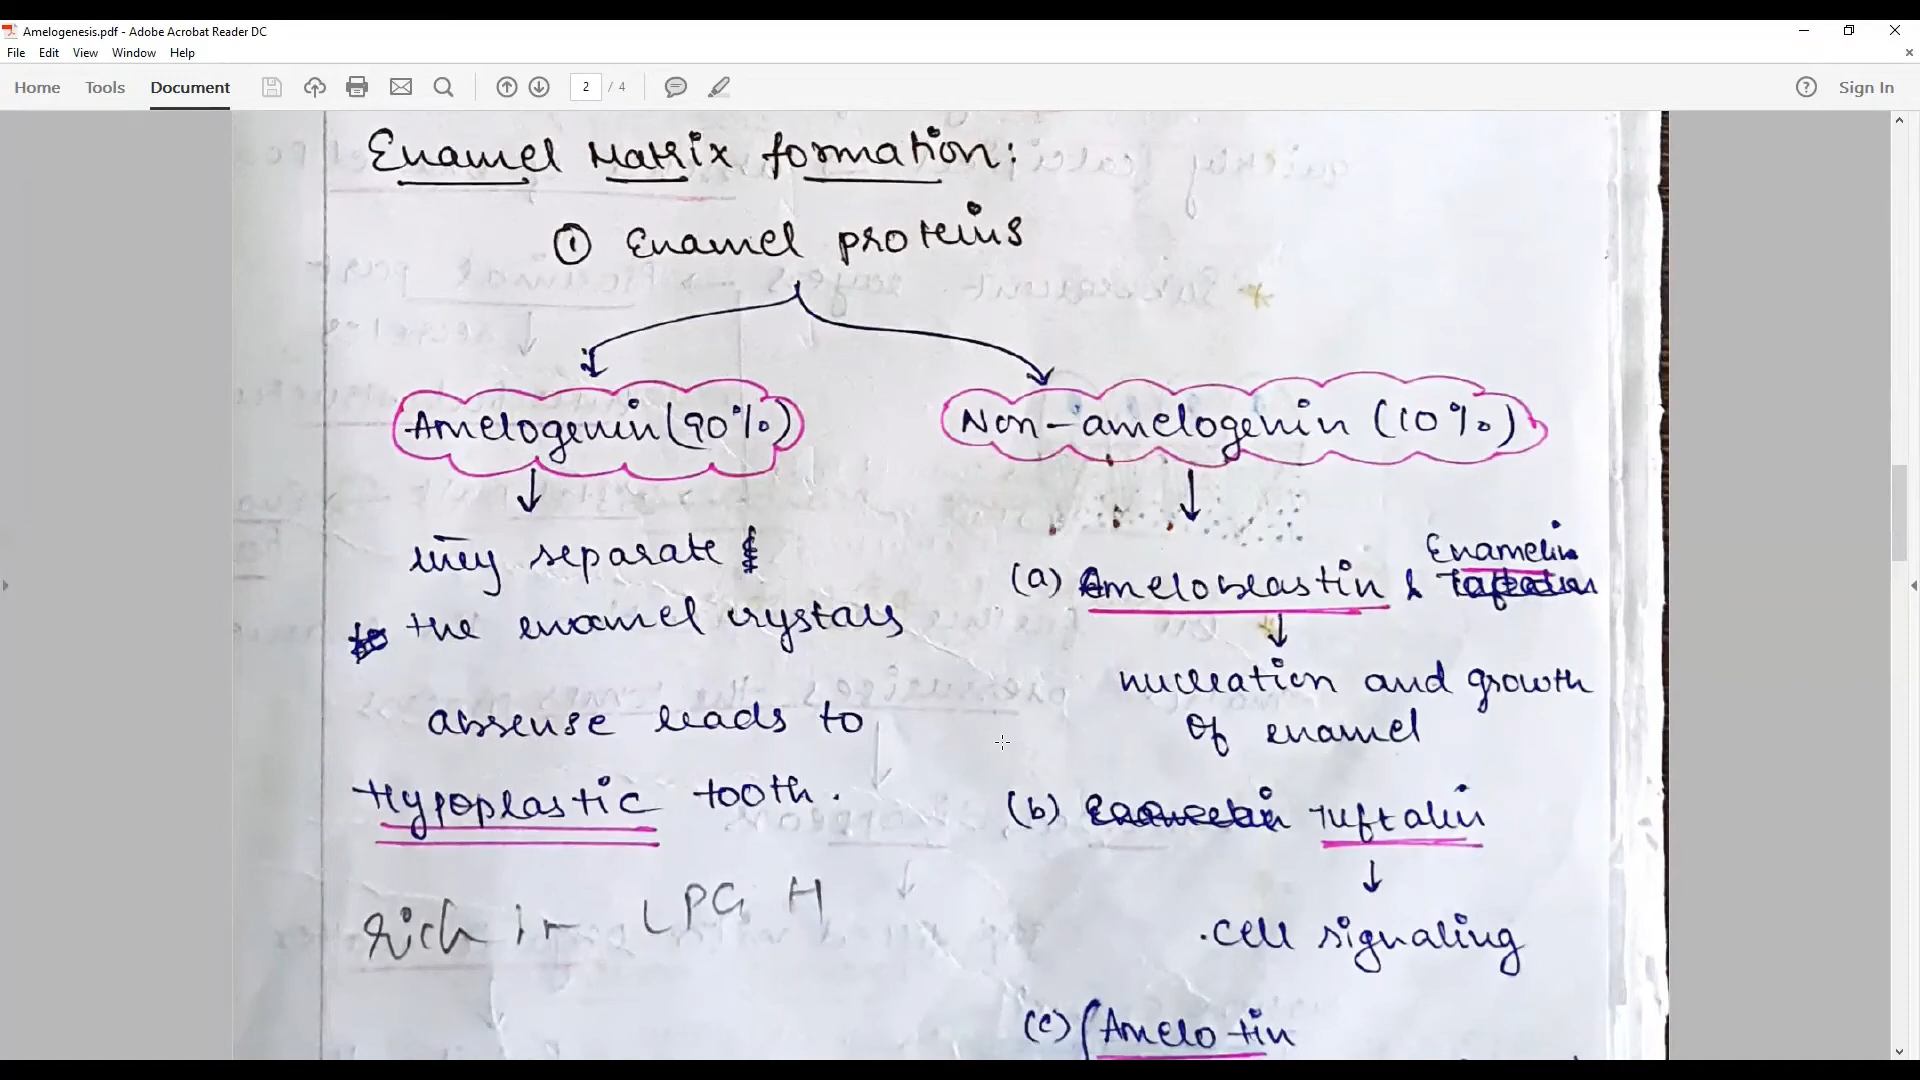 Amelogenesis.pdf - Adobe Acrobat Reader DC
File Edit View Window Help
Home Tools Document 2 / 4 Sign In
Enamel Matrix formation:
① Enamel proteins
Amelogenin (90%)
Non-amelogenin (10%)
they separate
the enamel crystals
absense leads to
Hypoplastic tooth.
rich in LPG H
Enamelin
(a) Ameloblastin &
nucleation and growth
of enamel
(b) Tuftalin
.cell signaling
(c) (Amelotin